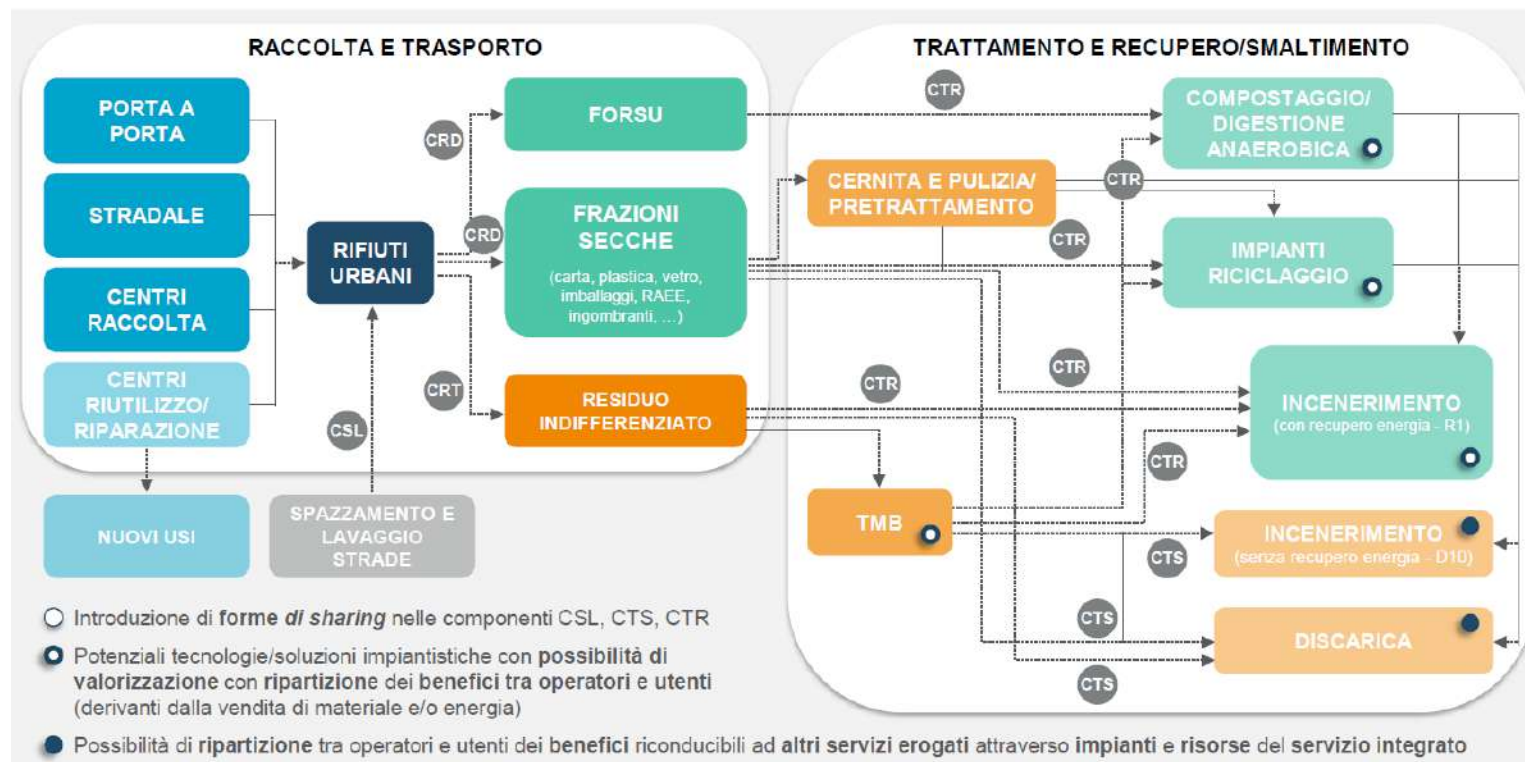 RACCOLTA E TRASPORTO
PORTA A
PORTA
STRADALE
CENTRI
RACCOLTA
CENTRI
RIUTILIZZO/
RIPARAZIONE
NUOVI USI
SPAZZAMENTO E
LAVAGGIO
STRADE
CSL
RIFIUTI
URBANI
CRD
CRD
CRT
FORSU
FRAZIONI
SECCHE
(carta, plastica, vetro,
imballaggi, RAEE,
ingombranti, …)
RESIDUO
INDIFFERENZIATO
TRATTAMENTO E RECUPERO/SMALTIMENTO
CTR
CERNITA E PULIZIA/
PRETRATTAMENTO
CTR
CTR
CTR
CTR
CTR
TMB
CTS
CTS
CTS
COMPOSTAGGIO/
DIGESTIONE
ANAEROBICA
IMPIANTI
RICICLAGGIO
INCENERIMENTO
(con recupero energia - R1)
INCENERIMENTO
(senza recupero energia - D10)
DISCARICA
Introduzione di forme di sharing nelle componenti CSL, CTS, CTR
Potenziali tecnologie/soluzioni impiantistiche con possibilità di
valorizzazione con ripartizione dei benefici tra operatori e utenti
(derivanti dalla vendita di materiale e/o energia)
Possibilità di ripartizione tra operatori e utenti dei benefici riconducibili ad altri servizi erogati attraverso impianti e risorse del servizio integrato